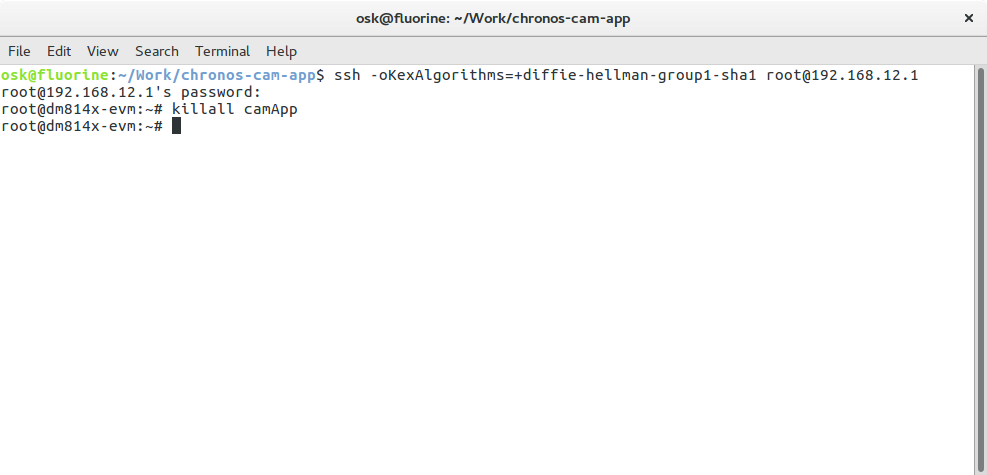 osk@fluorine: ~/Work/chronos-cam-app ×
File Edit View Search Terminal Help
osk@fluorine:~/Work/chronos-cam-app$ ssh -oKexAlgorithms=+diffie-hellman-group1-sha1 root@192.168.12.1
root@192.168.12.1's password:
root@dm814x-evm:~# killall camApp
root@dm814x-evm:~#